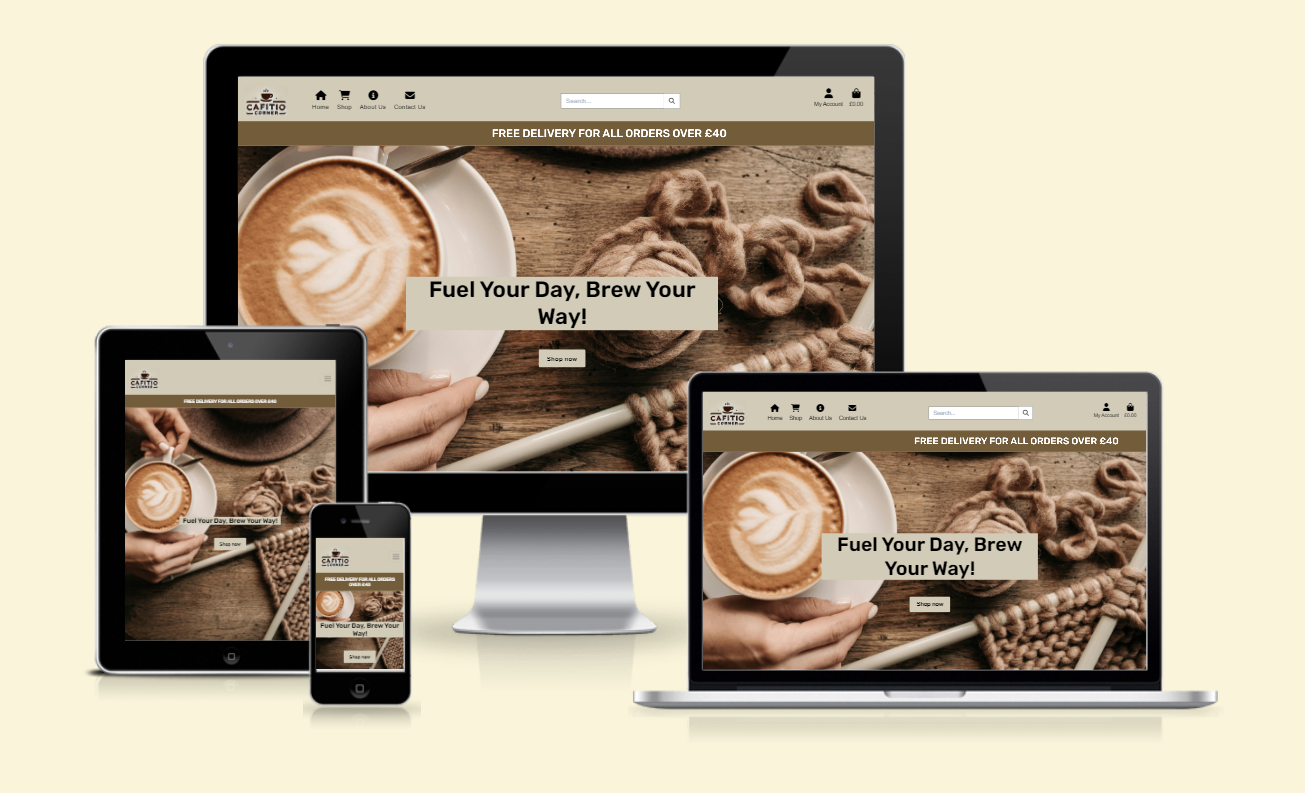 CAFITIO
CORNER
Home Shop About Us Contact Us
Search...
My Account £0.00
FREE DELIVERY FOR ALL ORDERS OVER £40
Fuel Your Day, Brew Your
Way!
Shop now
CAFITIO
CORNER
FREE DELIVERY FOR ALL ORDERS OVER £40
Fuel Your Day, Brew Your Way!
Shop now
CAFITIO
CORNER
FREE DELIVERY FOR ALL ORDERS
OVER £40
Fuel Your Day, Brew Your
Way!
Shop now
CAFITIO
CORNER
Home Shop About Us Contact Us
Search...
My Account £0.00
FREE DELIVERY FOR ALL ORDERS OVER £40
Fuel Your Day, Brew
Your Way!
Shop now